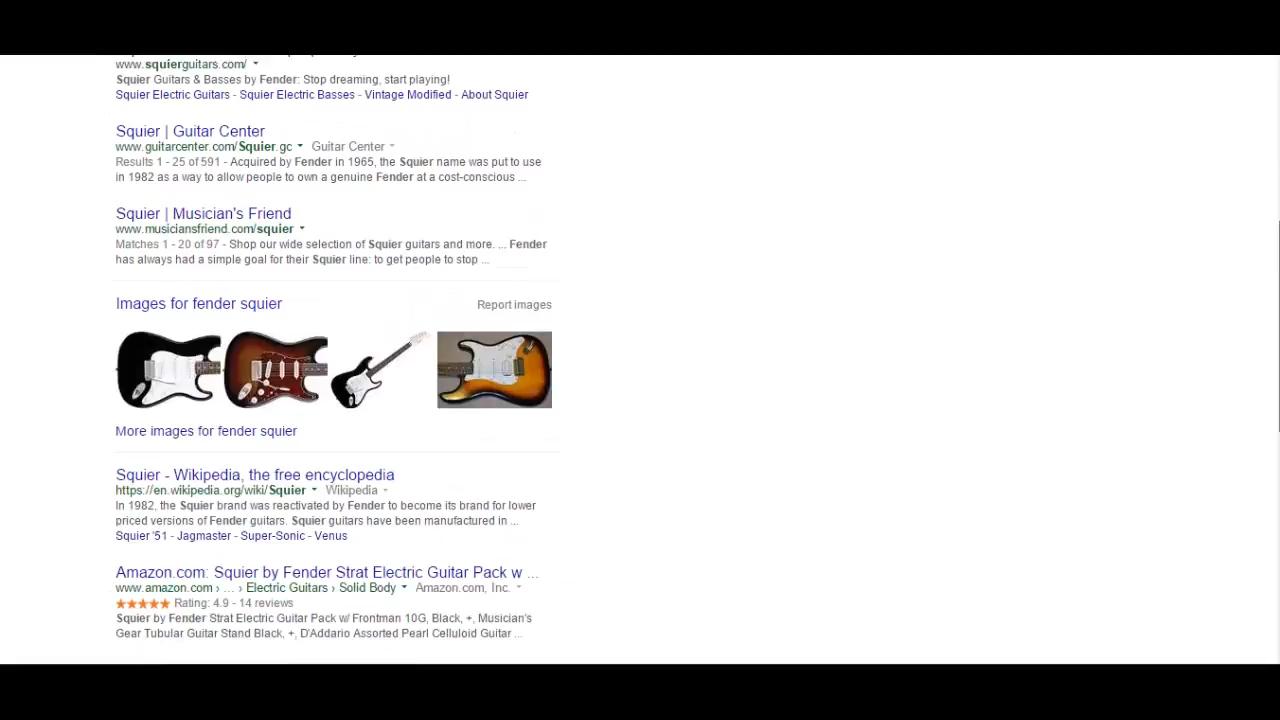 www.squierguitars.com/
Squier Guitars & Basses by Fender: Stop dreaming, start playing!
Squier Electric Guitars - Squier Electric Basses - Vintage Modified - About Squier
Squier | Guitar Center
www.guitarcenter.com/Squier.gc Guitar Center
Results 1 - 25 of 591 - Acquired by Fender in 1965, the Squier name was put to use
in 1982 as a way to allow people to own a genuine Fender at a cost-conscious ...
Squier | Musician's Friend
www.musiciansfriend.com/squier
Matches 1 - 20 of 97 - Shop our wide selection of Squier guitars and more. ... Fender
has always had a simple goal for their Squier line: to get people to stop ...
Images for fender squier Report images
More images for fender squier
Squier - Wikipedia, the free encyclopedia
https://en.wikipedia.org/wiki/Squier Wikipedia
In 1982, the Squier brand was reactivated by Fender to become its brand for lower
priced versions of Fender guitars. Squier guitars have been manufactured in ...
Squier '51 - Jagmaster - Super-Sonic - Venus
Amazon.com: Squier by Fender Strat Electric Guitar Pack w ...
www.amazon.com › ... › Electric Guitars › Solid Body Amazon.com, Inc.
Rating: 4.9 - 14 reviews
Squier by Fender Strat Electric Guitar Pack w/ Frontman 10G, Black, +, Musician's
Gear Tubular Guitar Stand Black, +, D'Addario Assorted Pearl Celluloid Guitar ...